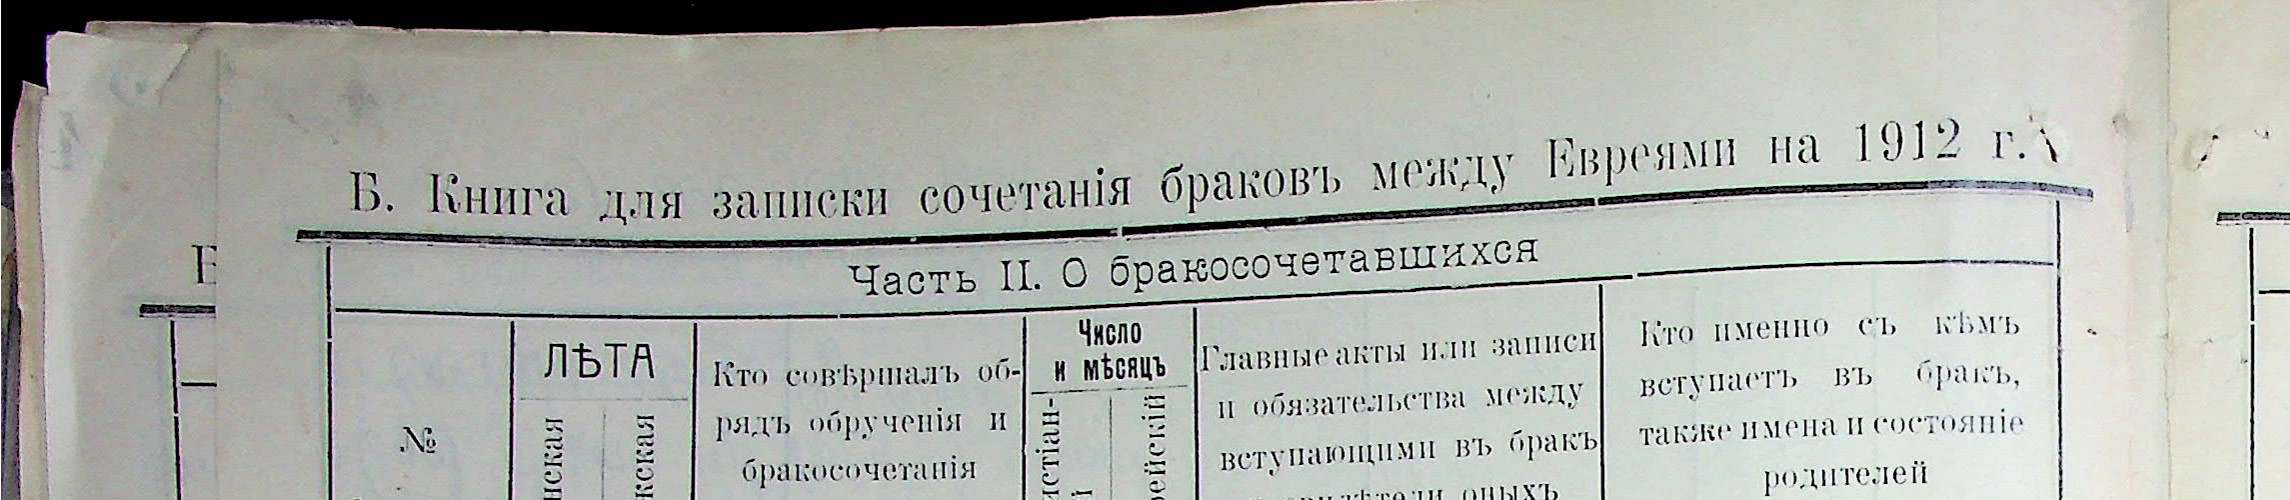 Б. Книга для записки сочетанія браковъ между Евреями на 1912 г.
Часть II. О бракосочетавшихся
№
ЛѢТА
Кто совѣршалъ об-
рядъ обрученія и
бракосочетанія
Число
и мѣсяцъ
Главные акты или записи
и обязательства между
вступающими въ бракъ
оныхъ
Кто именно съ кѣмъ
вступаетъ въ бракъ,
также имена и состояніе
родителей